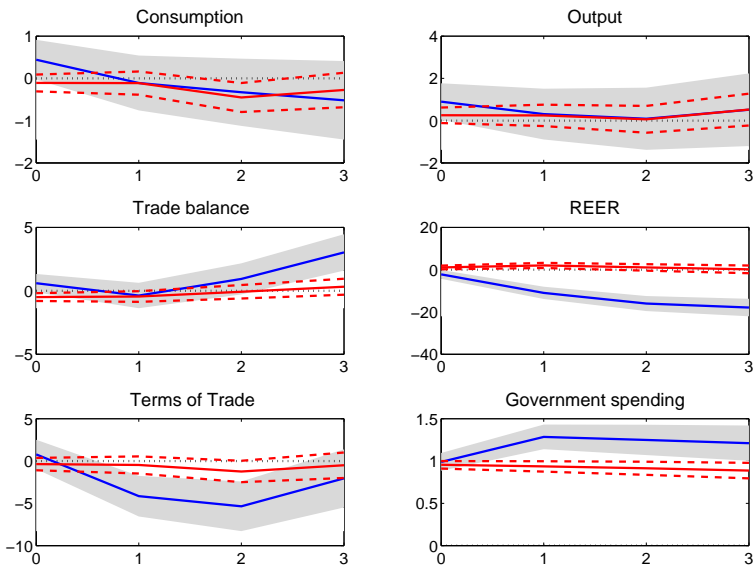 Consumption
1
0
−1
−2
0 1 2 3
Output
4
2
0
−2
0 1 2 3
Trade balance
5
0
−5
0 1 2 3
REER
20
0
−20
−40
0 1 2 3
Terms of Trade
5
0
−5
−10
0 1 2 3
Government spending
1.5
1
0.5
0
0 1 2 3